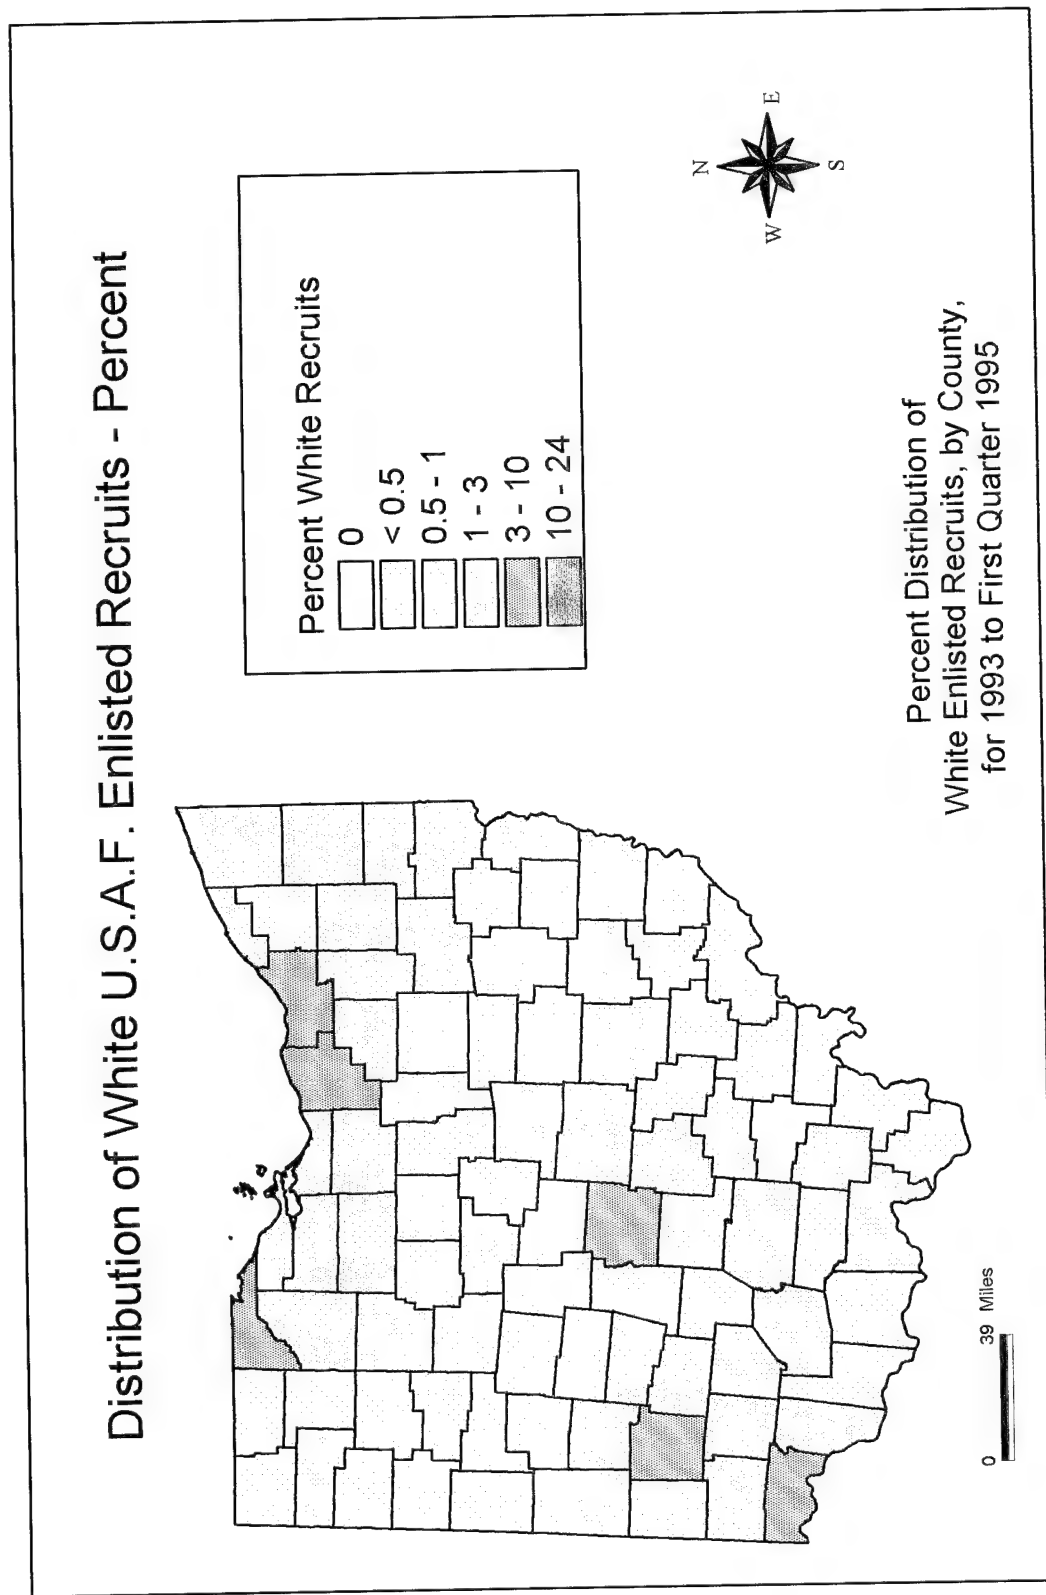 Distribution of White U.S.A.F. Enlisted Recruits - Percent
Percent White Recruits
0
< 0.5
0.5 - 1
1 - 3
3 - 10
10 - 24
N
W
E
S
0
39 Miles
Percent Distribution of
White Enlisted Recruits, by County,
for 1993 to First Quarter 1995